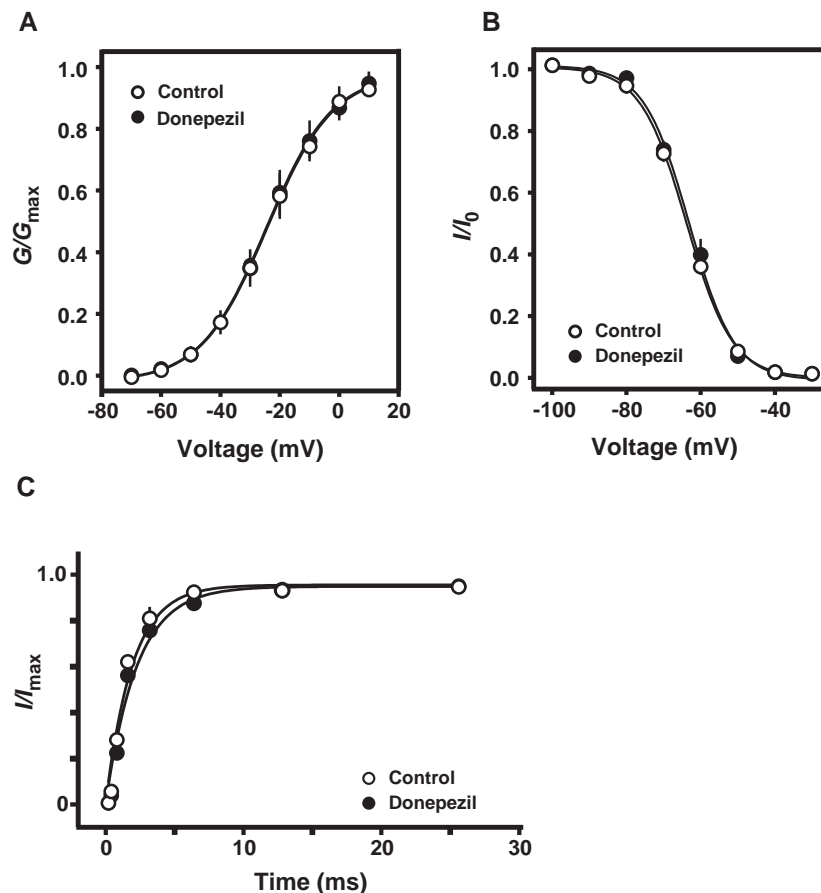 A
G/Gmax
1.0
0.8
0.6
0.4
0.2
0.0
Control
Donepezil
-80 -60 -40 -20 0 20
Voltage (mV)
B
I/I0
1.0
0.8
0.6
0.4
0.2
0.0
Control
Donepezil
-100 -80 -60 -40
Voltage (mV)
C
I/Imax
1.0
0
Control
Donepezil
0 10 20 30
Time (ms)